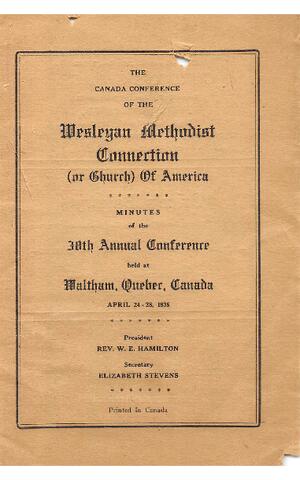 THE
CANADA CONFERENCE
OF THE
Wesleyan Methodist
Connection
(or Church) Of America
MINUTES
of the
38th Annual Conference
held at
Waltham, Quebec, Canada
APRIL 24 - 28, 1935
President
REV. W. E. HAMILTON
Secretary
ELIZABETH STEVENS
Printed In Canada